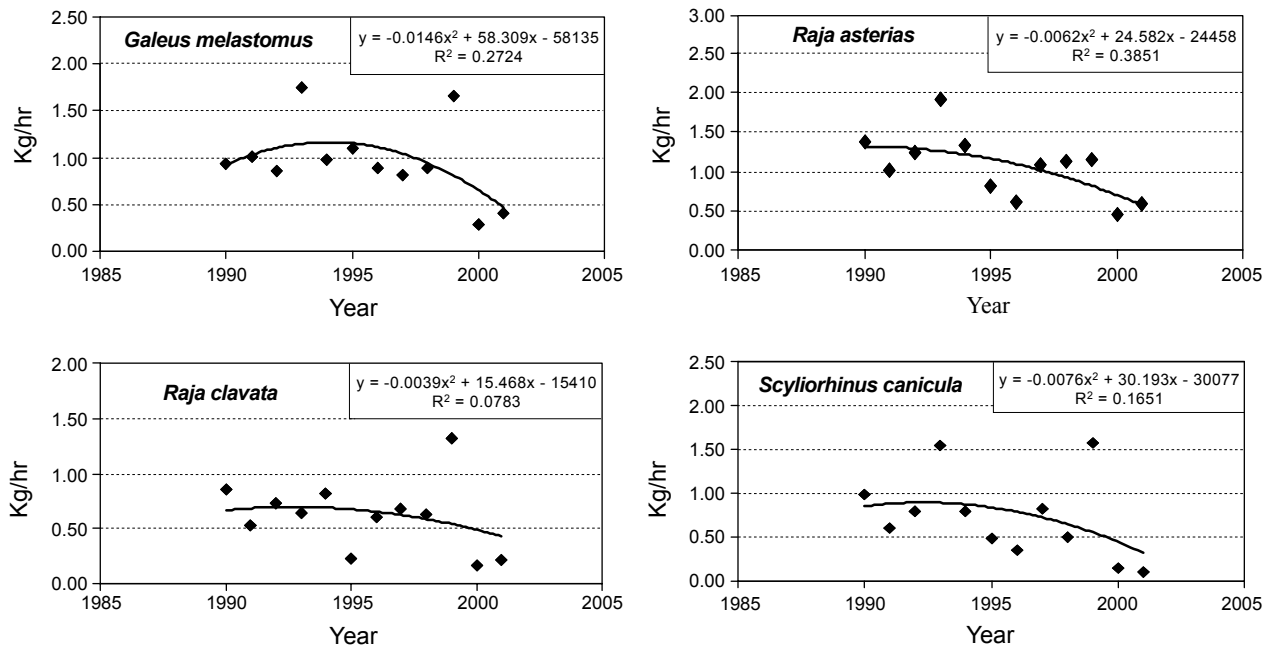 Galeus melastomus
y = -0.0146x² + 58.309x - 58135
R² = 0.2724
Kg/hr
2.50
2.00
1.50
1.00
0.50
0.00
1985 1990 1995 2000 2005
Year
Raja asterias
y = -0.0062x² + 24.582x - 24458
R² = 0.3851
Kg/hr
3.00
2.50
2.00
1.50
1.00
0.50
0.00
1985 1990 1995 2000 2005
Year
Raja clavata
y = -0.0039x² + 15.468x - 15410
R² = 0.0783
Kg/hr
2.00
1.50
1.00
0.50
0.00
1985 1990 1995 2000 2005
Year
Scyliorhinus canicula
y = -0.0076x² + 30.193x - 30077
R² = 0.1651
Kg/hr
2.50
2.00
1.50
1.00
0.50
0.00
1985 1990 1995 2000 2005
Year